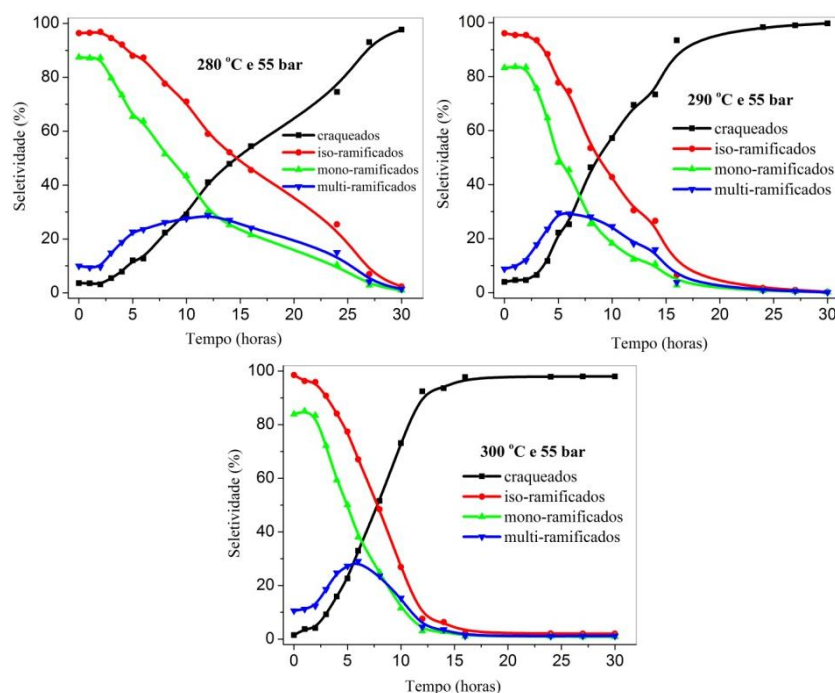 280 °C e 55 bar
Seletividade (%)
100
80
60
40
20
0
craqueados
iso-ramificados
mono-ramificados
multi-ramificados
0 5 10 15 20 25 30
Tempo (horas)
290 °C e 55 bar
Seletividade (%)
100
80
60
40
20
0
craqueados
iso-ramificados
mono-ramificados
multi-ramificados
0 5 10 15 20 25 30
Tempo (horas)
300 °C e 55 bar
Seletividade (%)
100
80
60
40
20
0
craqueados
iso-ramificados
mono-ramificados
multi-ramificados
0 5 10 15 20 25 30
Tempo (horas)